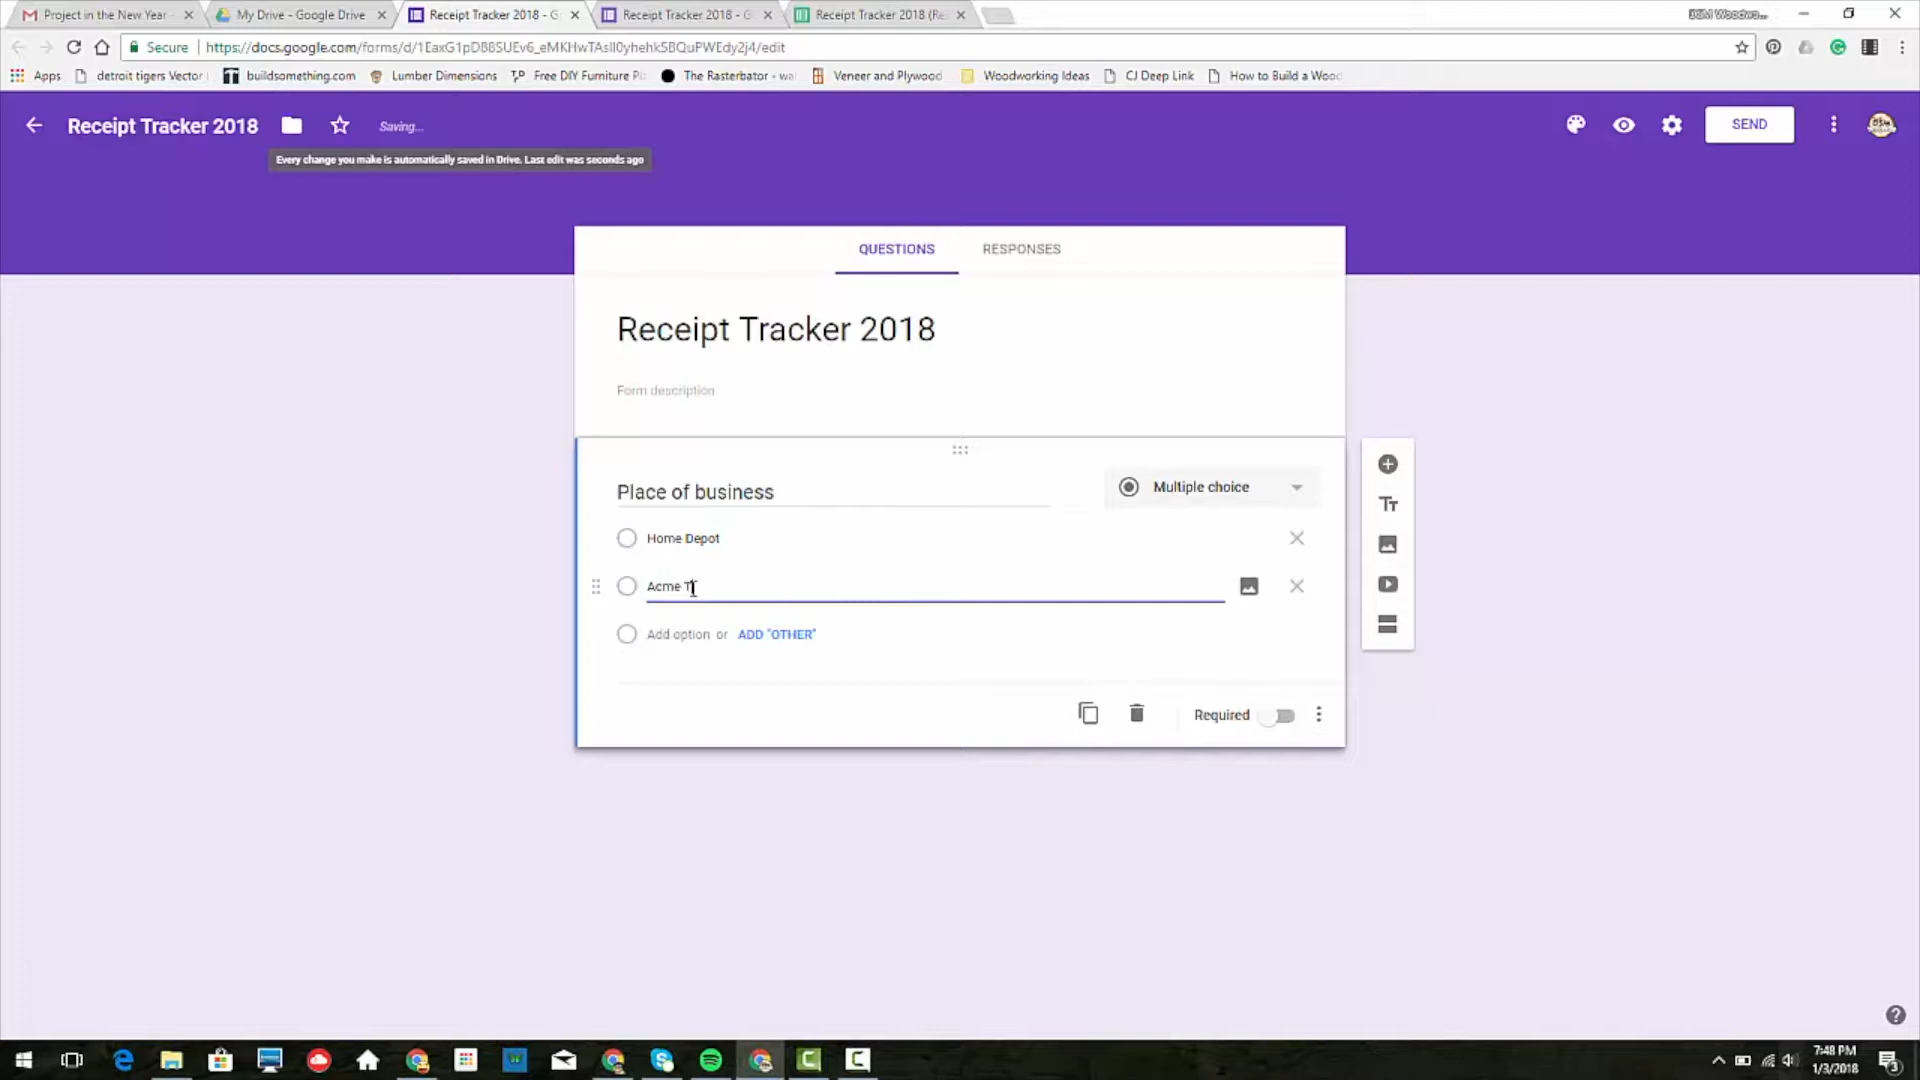 Project in the New Year -
My Drive - Google Drive
Receipt Tracker 2018 - G
Receipt Tracker 2018 - G
Receipt Tracker 2018 (Re
Secure
https://docs.google.com/forms/d/1EaxG1pDB8SUEv6_eMKHwTAsII0yhehk5BQuPWEdy2j4/edit
Apps
detroit tigers Vector
buildsomething.com
Lumber Dimensions
Free DIY Furniture Pl
The Rasterbator - wa
Veneer and Plywood
Woodworking Ideas
CJ Deep Link
How to Build a Wood
Receipt Tracker 2018
Saving...
SEND
Every change you make is automatically saved in Drive. Last edit was seconds ago
QUESTIONS
RESPONSES
Receipt Tracker 2018
Form description
Place of business
Multiple choice
Home Depot
Acme T
Add option or ADD "OTHER"
Required
7:48 PM
1/3/2018
3